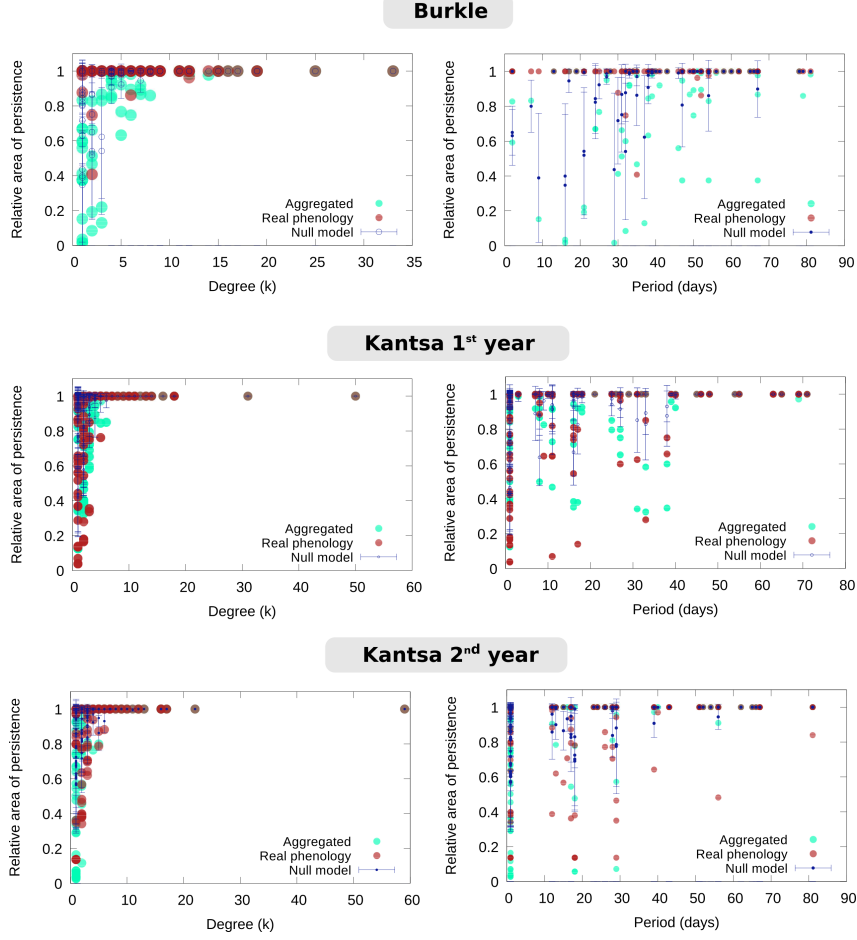 Burkle
Relative area of persistence
1
0.8
0.6
0.4
0.2
0
Aggregated
Real phenology
Null model
0 5 10 15 20 25 30 35
Degree (k)
Relative area of persistence
1
0.8
0.6
0.4
0.2
0
Aggregated
Real phenology
Null model
0 10 20 30 40 50 60 70 80 90
Period (days)
Kantsa 1st year
Relative area of persistence
1
0.8
0.6
0.4
0.2
0
Aggregated
Real phenology
Null model
0 10 20 30 40 50 60
Degree (k)
Relative area of persistence
1
0.8
0.6
0.4
0.2
0
Aggregated
Real phenology
Null model
0 10 20 30 40 50 60 70 80
Period (days)
Kantsa 2nd year
Relative area of persistence
1
0.8
0.6
0.4
0.2
0
Aggregated
Real phenology
Null model
0 10 20 30 40 50 60
Degree (k)
Relative area of persistence
1
0.8
0.6
0.4
0.2
0
Aggregated
Real phenology
Null model
0 10 20 30 40 50 60 70 80 90
Period (days)